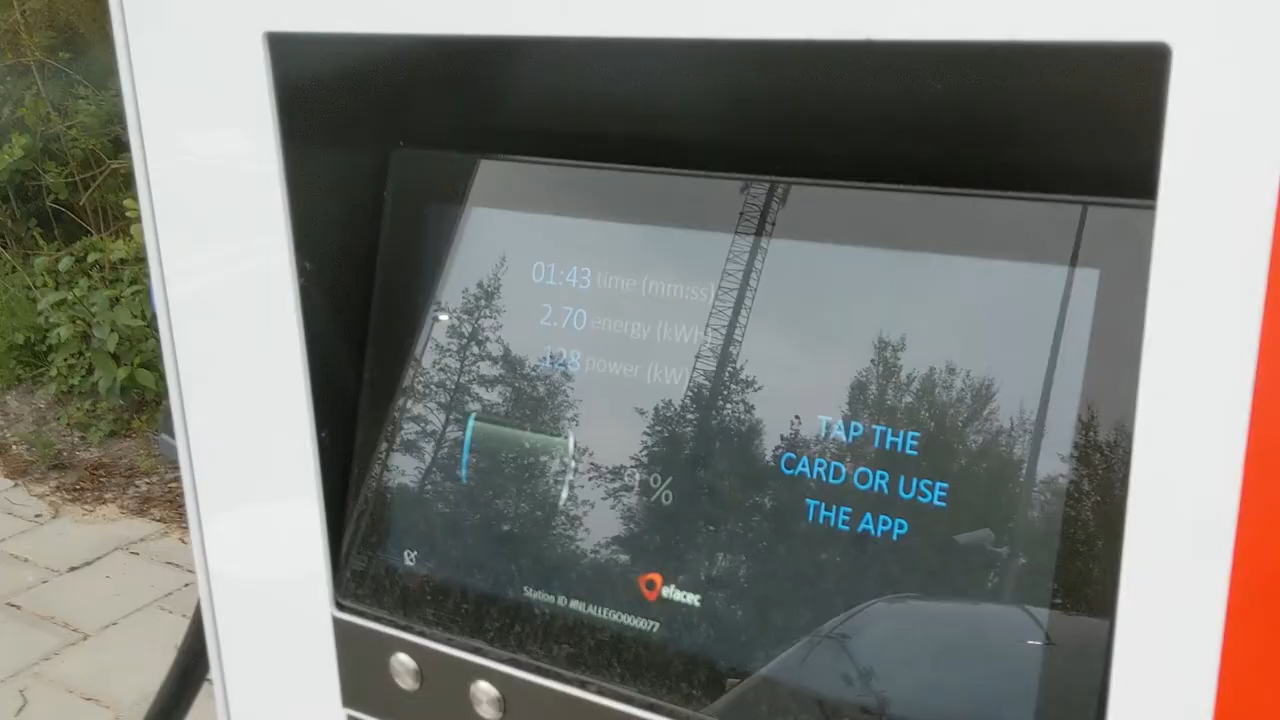 01:43 time (mm:ss)
2.70 energy (kWh)
128 power (kW)
%
TAP THE
CARD OR USE
THE APP
efacec
Station ID #NLALLEGO006077